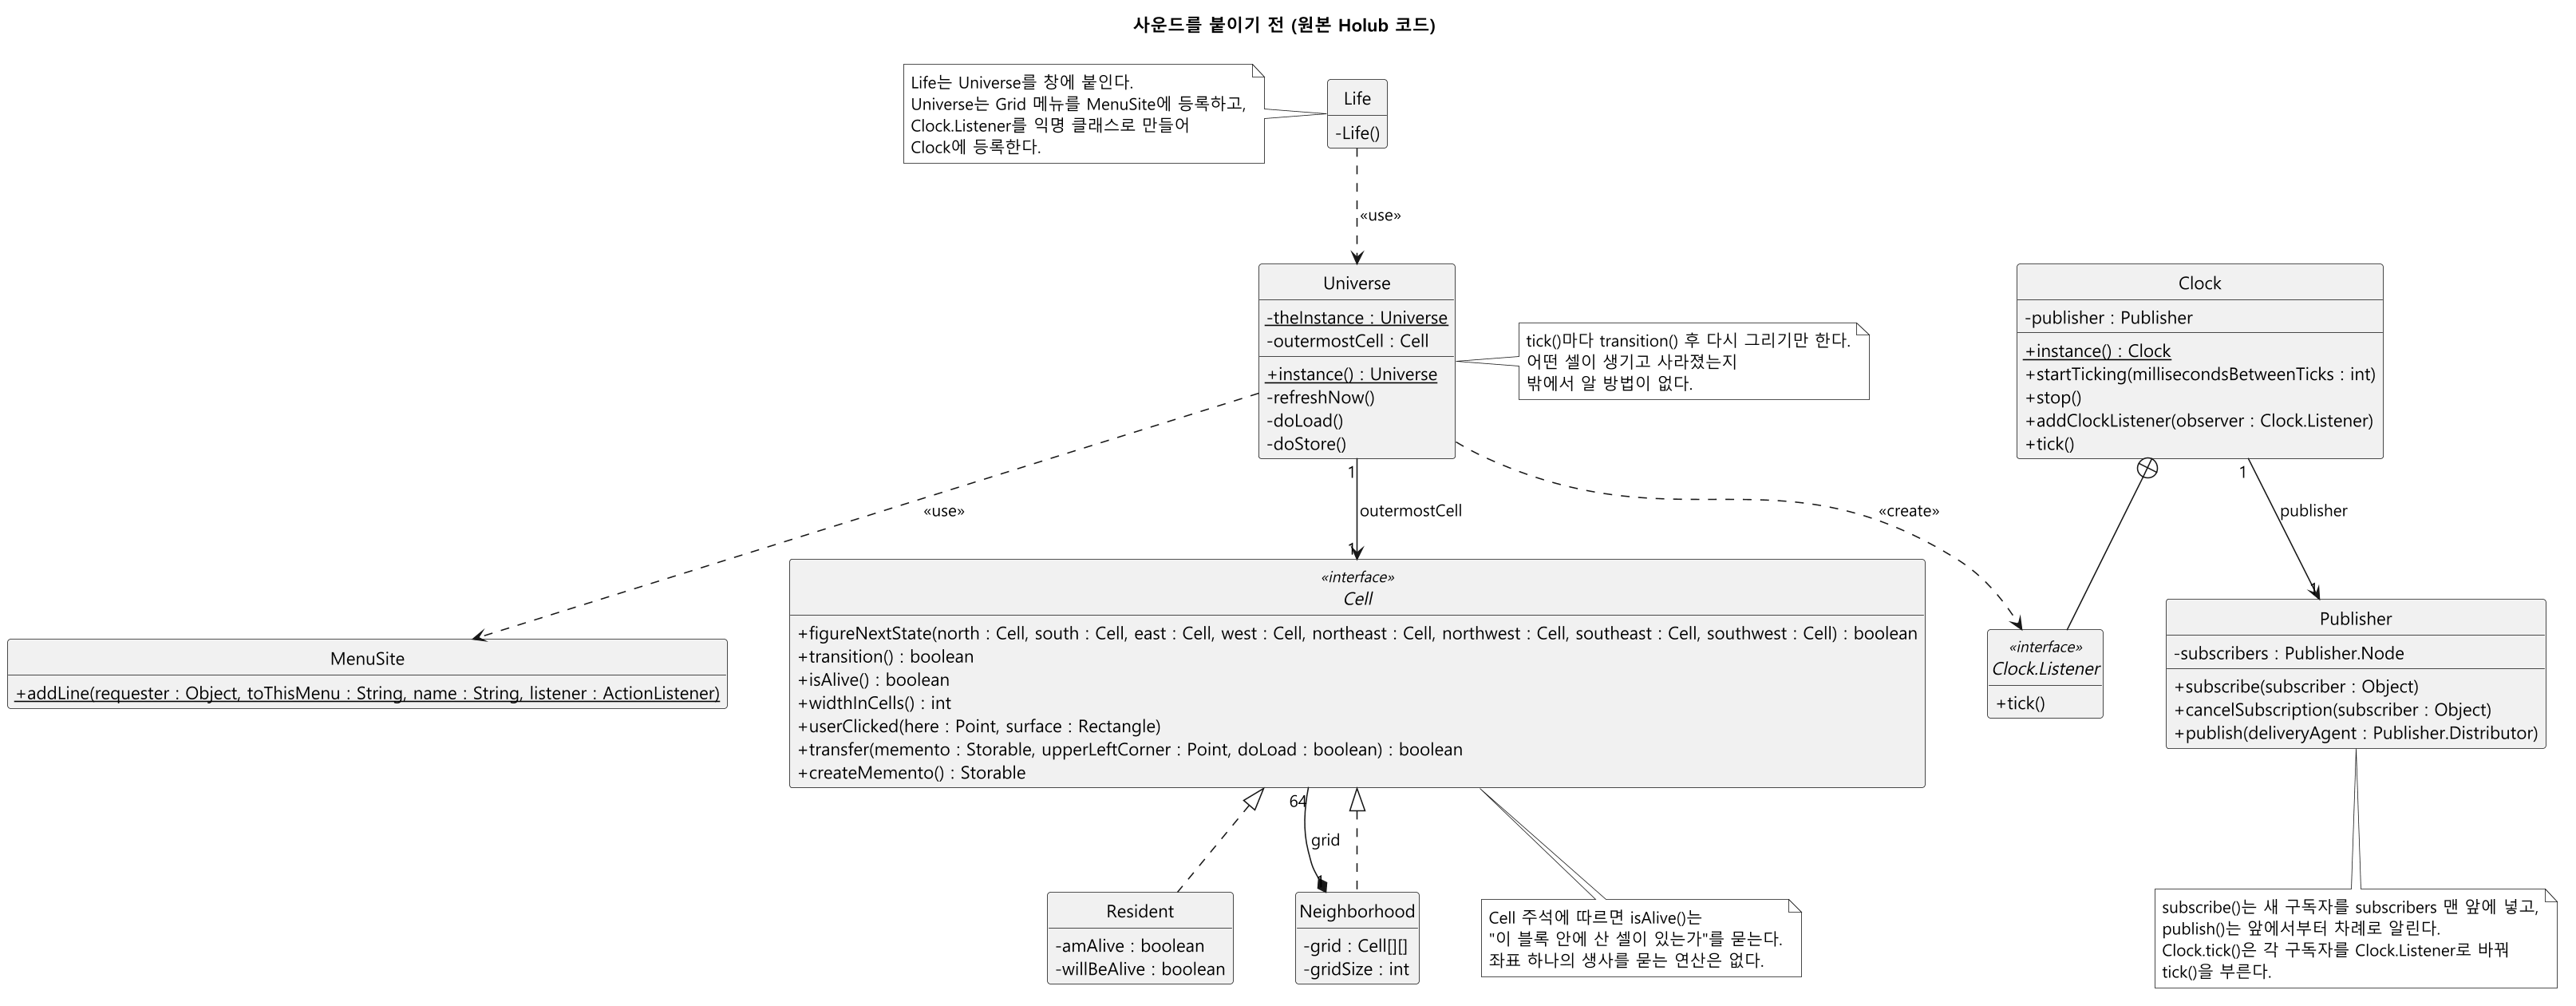 사운드를 붙이기 전 (원본 Holub 코드)
Life는 Universe를 창에 붙인다.
Universe는 Grid 메뉴를 MenuSite에 등록하고,
Clock.Listener를 익명 클래스로 만들어
Clock에 등록한다.
Life
-Life()
«use»
Universe
-theInstance : Universe
-outermostCell : Cell
+instance() : Universe
-refreshNow()
-doLoad()
-doStore()
tick()마다 transition() 후 다시 그리기만 한다.
어떤 셀이 생기고 사라졌는지
밖에서 알 방법이 없다.
Clock
-publisher : Publisher
+instance() : Clock
+startTicking(millisecondsBetweenTicks : int)
+stop()
+addClockListener(observer : Clock.Listener)
+tick()
1
1
«use»
outermostCell
«create»
publisher
1
1
MenuSite
+addLine(requester : Object, toThisMenu : String, name : String, listener : ActionListener)
«interface»
Cell
+figureNextState(north : Cell, south : Cell, east : Cell, west : Cell, northeast : Cell, northwest : Cell, southeast : Cell, southwest : Cell) : boolean
+transition() : boolean
+isAlive() : boolean
+widthInCells() : int
+userClicked(here : Point, surface : Rectangle)
+transfer(memento : Storable, upperLeftCorner : Point, doLoad : boolean) : boolean
+createMemento() : Storable
«interface»
Clock.Listener
+tick()
Publisher
-subscribers : Publisher.Node
+subscribe(subscriber : Object)
+cancelSubscription(subscriber : Object)
+publish(deliveryAgent : Publisher.Distributor)
64
grid
Resident
-amAlive : boolean
-willBeAlive : boolean
Neighborhood
-grid : Cell[][]
-gridSize : int
Cell 주석에 따르면 isAlive()는
"이 블록 안에 산 셀이 있는가"를 묻는다.
좌표 하나의 생사를 묻는 연산은 없다.
subscribe()는 새 구독자를 subscribers 맨 앞에 넣고,
publish()는 앞에서부터 차례로 알린다.
Clock.tick()은 각 구독자를 Clock.Listener로 바꿔
tick()을 부른다.